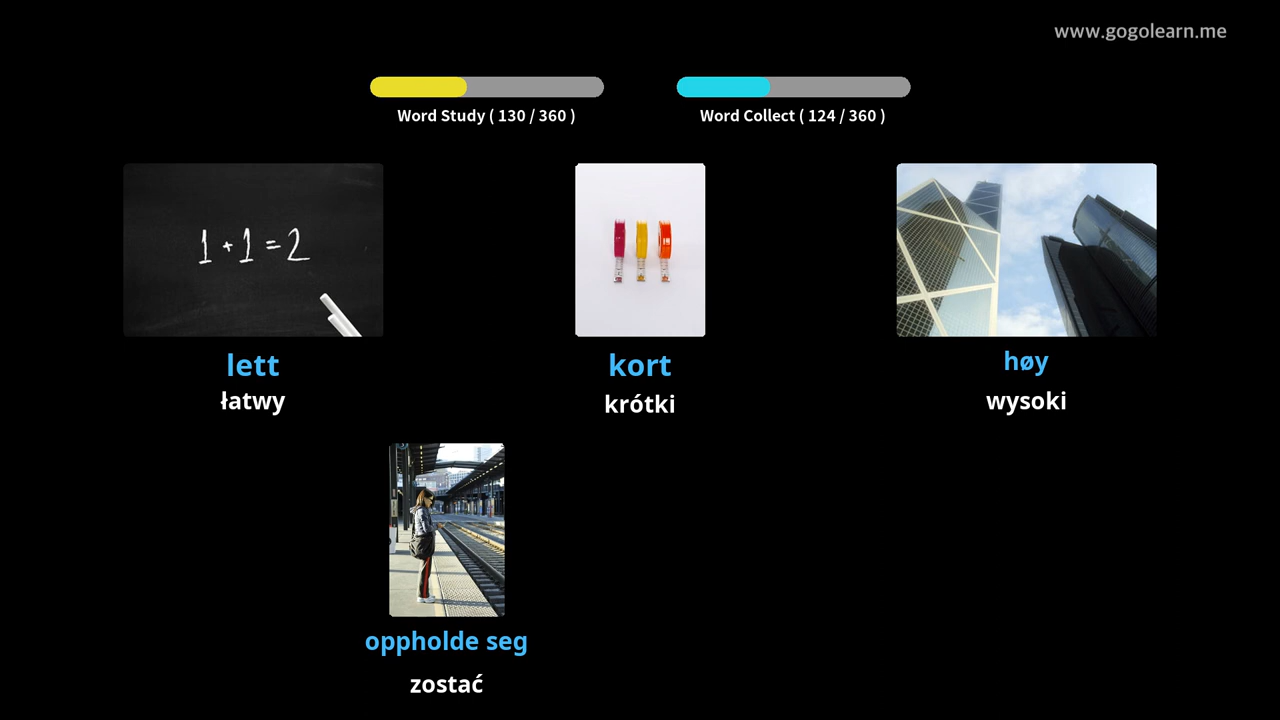 www.gogolearn.me
Word Study ( 130 / 360 )
Word Collect ( 124 / 360 )
1 + 1 = 2
lett
kort
høy
łatwy
krótki
wysoki
oppholde seg
zostać